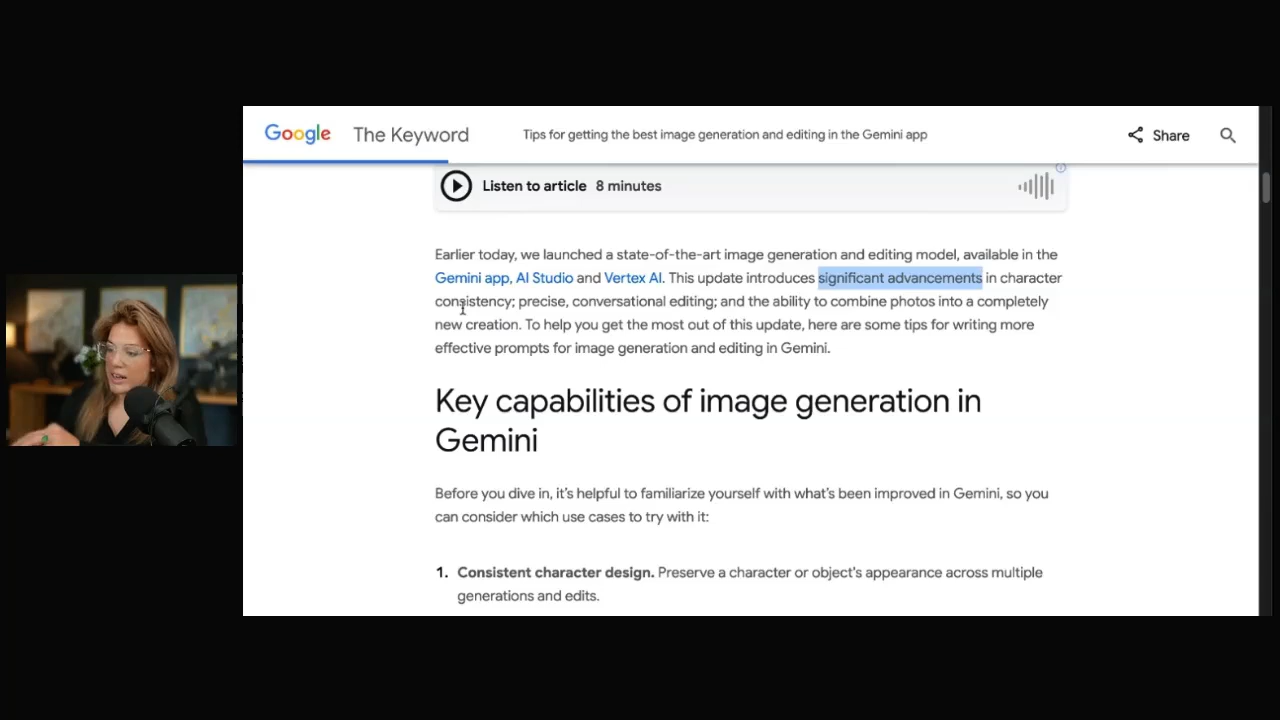 Google The Keyword Tips for getting the best image generation and editing in the Gemini app Share
Listen to article 8 minutes
Earlier today, we launched a state-of-the-art image generation and editing model, available in the
Gemini app, AI Studio and Vertex AI. This update introduces significant advancements in character
consistency; precise, conversational editing; and the ability to combine photos into a completely
new creation. To help you get the most out of this update, here are some tips for writing more
effective prompts for image generation and editing in Gemini.
Key capabilities of image generation in
Gemini
Before you dive in, it's helpful to familiarize yourself with what's been improved in Gemini, so you
can consider which use cases to try with it:
1. Consistent character design. Preserve a character or object's appearance across multiple
generations and edits.